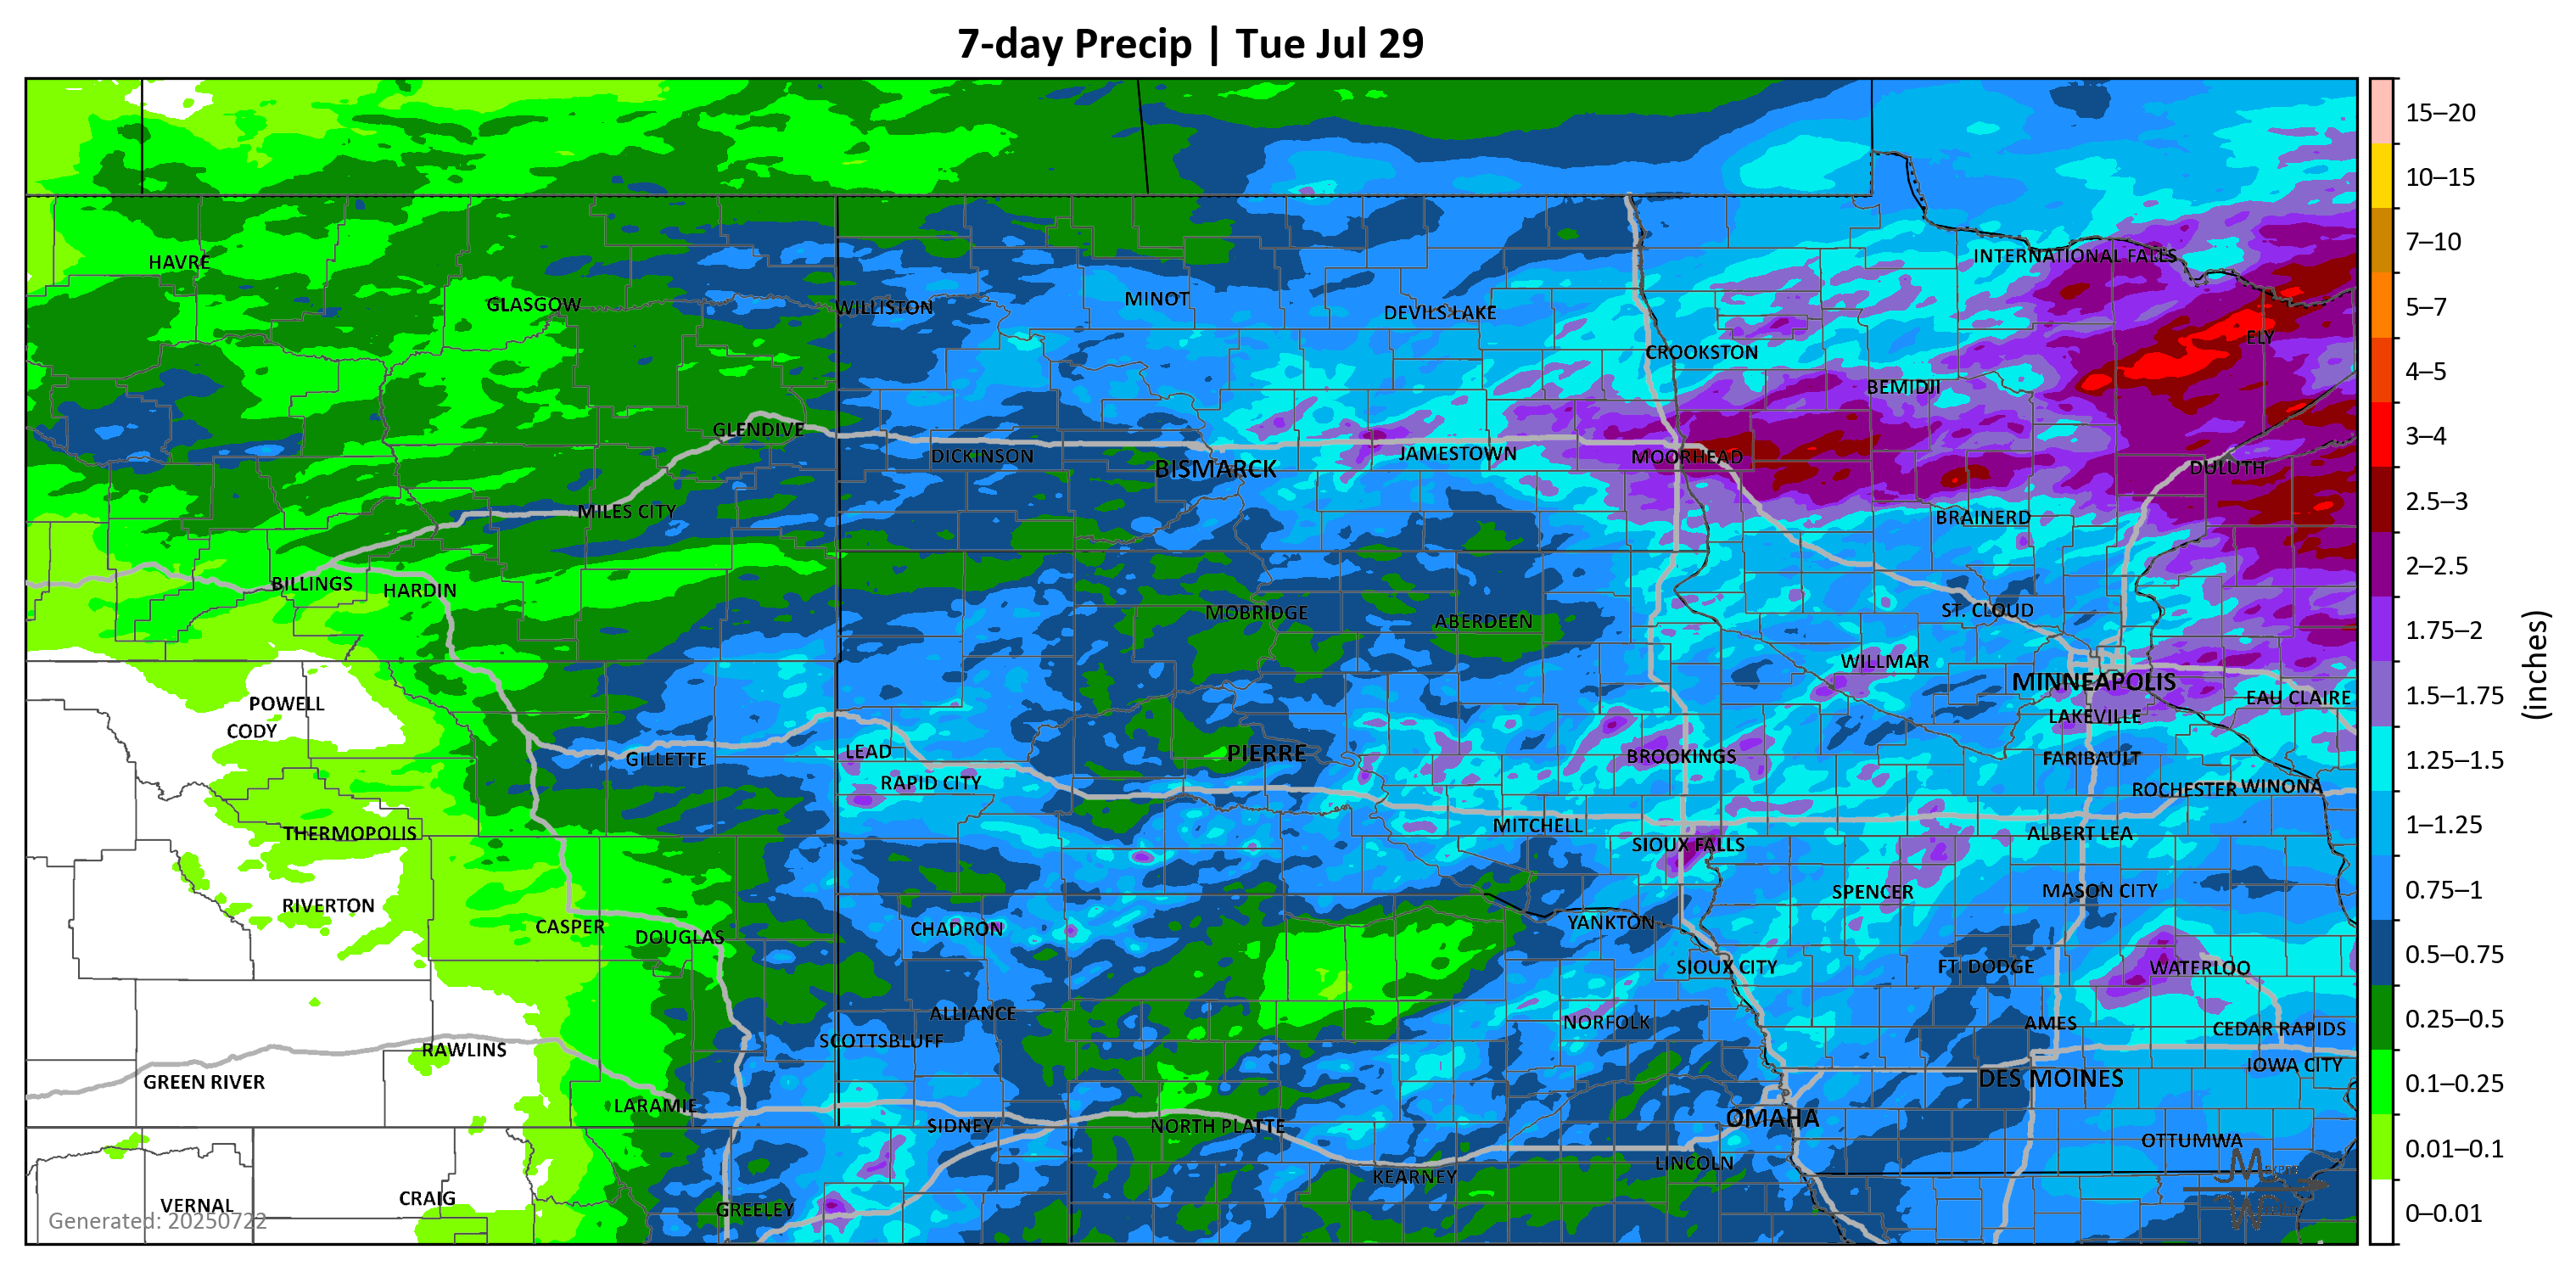 7-day Precip | Tue Jul 29
15–20
10–15
7–10
5–7
4–5
3–4
2.5–3
2–2.5
1.75–2
1.5–1.75
1.25–1.5
1–1.25
0.75–1
0.5–0.75
0.25–0.5
0.1–0.25
0.01–0.1
0–0.01
(inches)
INTERNATIONAL FALLS
HAVRE
GLASGOW
WILLISTON
MINOT
DEVILS LAKE
ELY
CROOKSTON
BEMIDJI
GLENDIVE
DICKINSON
BISMARCK
JAMESTOWN
MOORHEAD
DULUTH
MILES CITY
BRAINERD
BILLINGS
HARDIN
MOBRIDGE
ABERDEEN
ST. CLOUD
WILLMAR
MINNEAPOLIS
EAU CLAIRE
POWELL
CODY
LAKEVILLE
GILLETTE
LEAD
RAPID CITY
PIERRE
BROOKINGS
FARIBAULT
ROCHESTER
WINONA
THERMOPOLIS
MITCHELL
SIOUX FALLS
ALBERT LEA
RIVERTON
SPENCER
MASON CITY
CASPER
DOUGLAS
CHADRON
YANKTON
SIOUX CITY
FT. DODGE
WATERLOO
ALLIANCE
NORFOLK
AMES
CEDAR RAPIDS
SCOTTSBLUFF
RAWLINS
IOWA CITY
GREEN RIVER
DES MOINES
LARAMIE
SIDNEY
NORTH PLATTE
OMAHA
OTTUMWA
LINCOLN
KEARNEY
VERNAL
CRAIG
GREELEY
Generated: 20250722